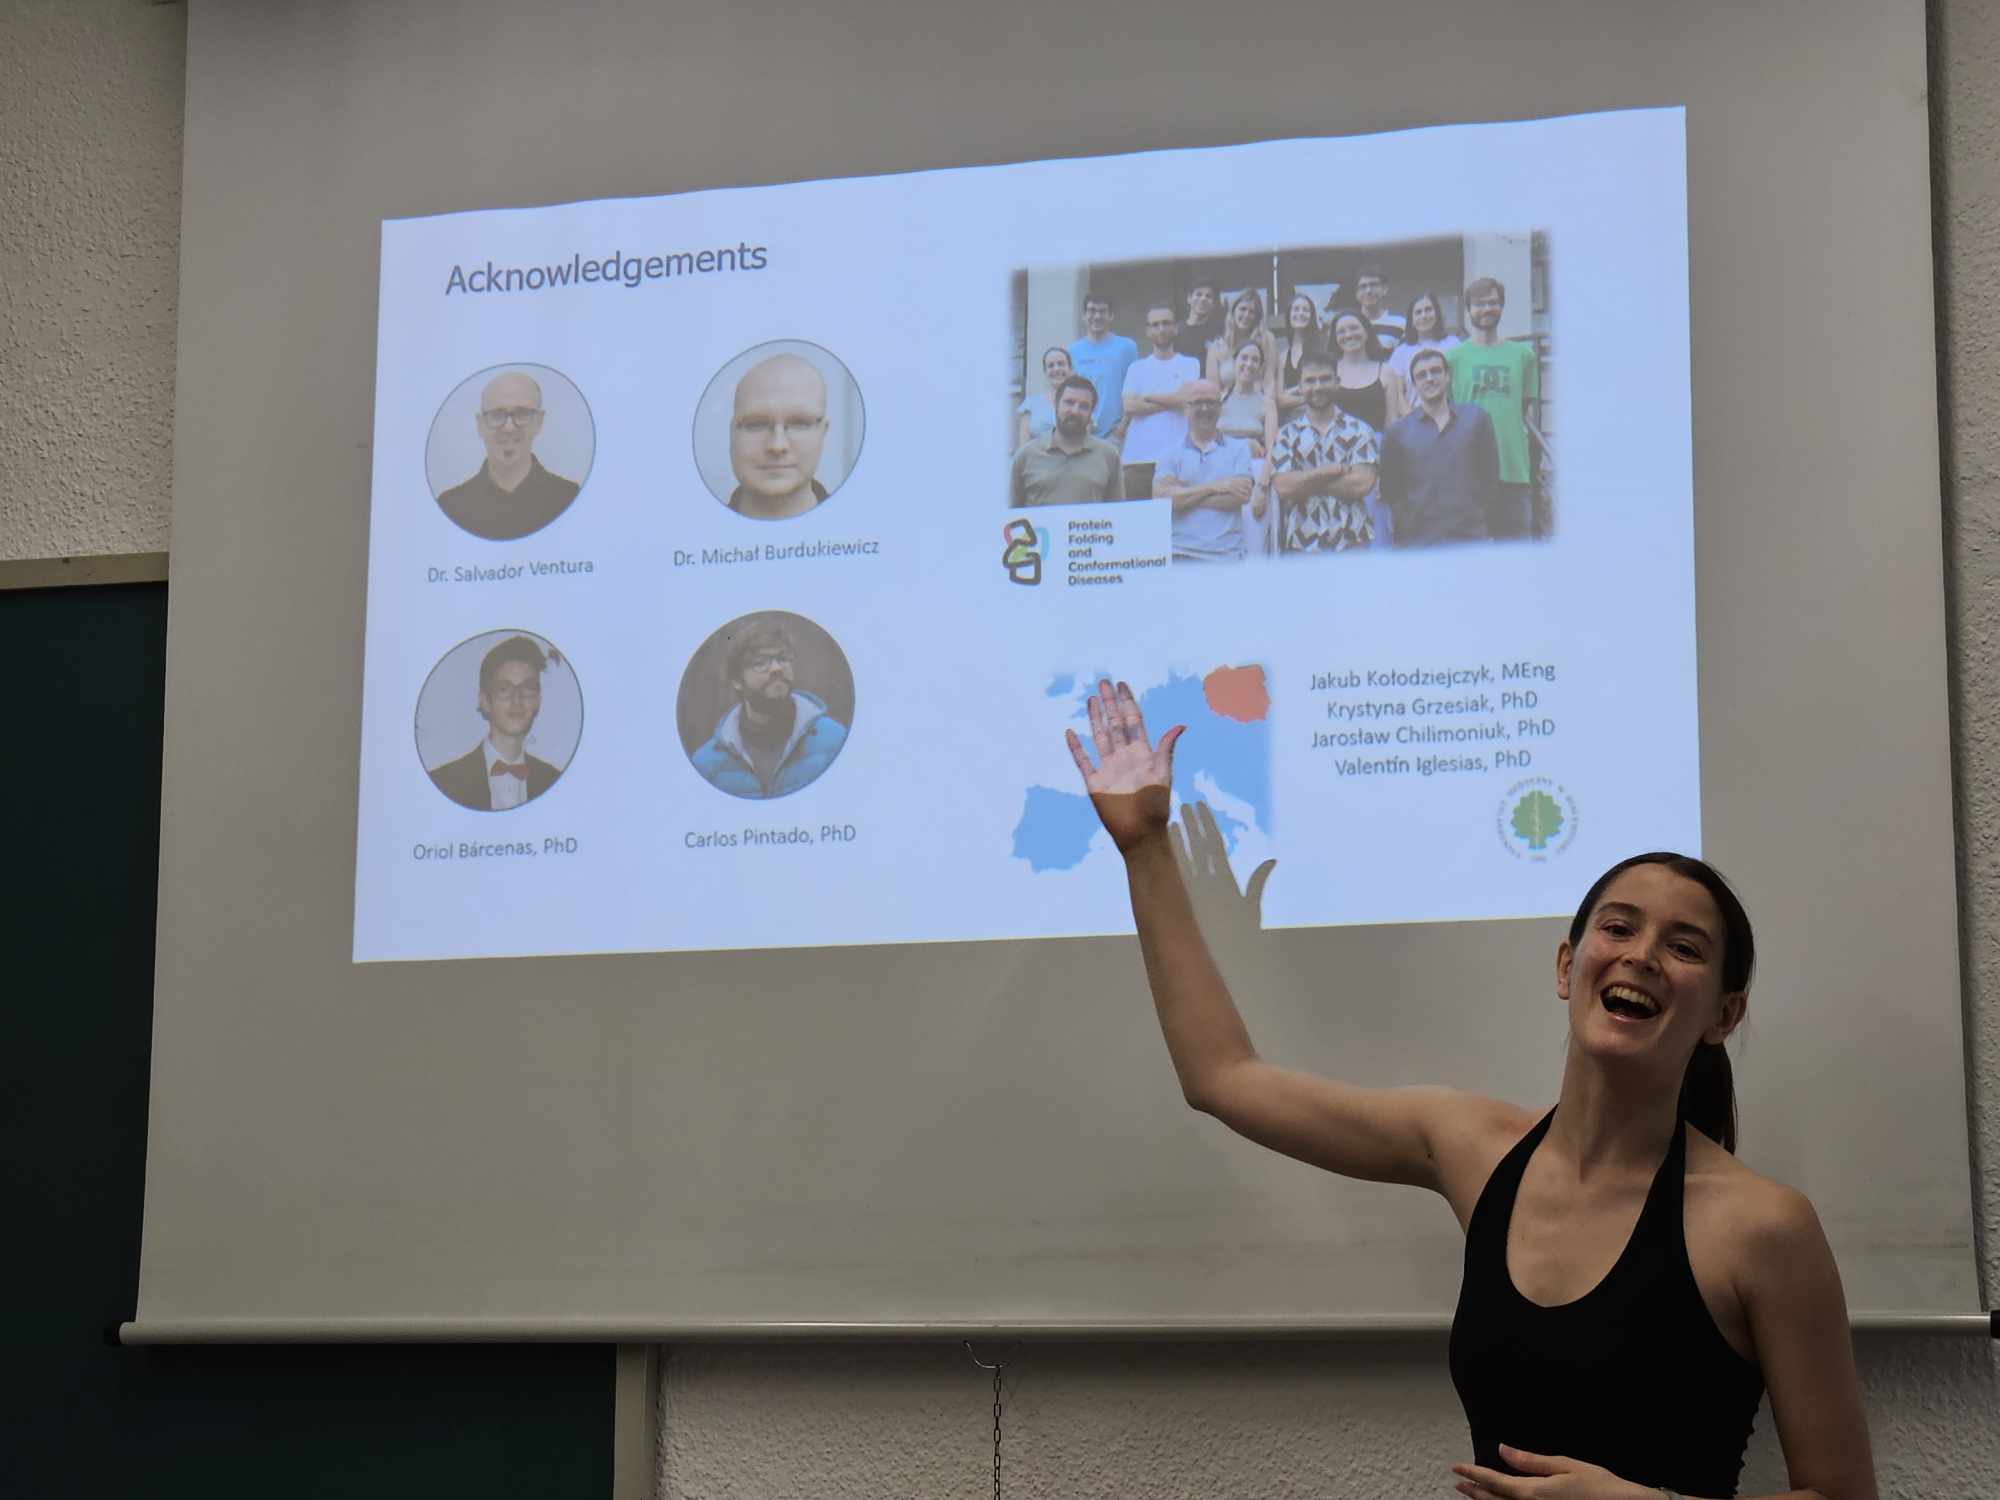 Acknowledgements
Dr. Salvador Ventura
Dr. Michał Burdukiewicz
Oriol Bárcenas, PhD
Carlos Pintado, PhD
Protein
Folding
and
Conformational
Diseases
Jakub Kołodziejczyk, MEng
Krystyna Grzesiak, PhD
Jarosław Chilimoniuk, PhD
Valentín Iglesias, PhD